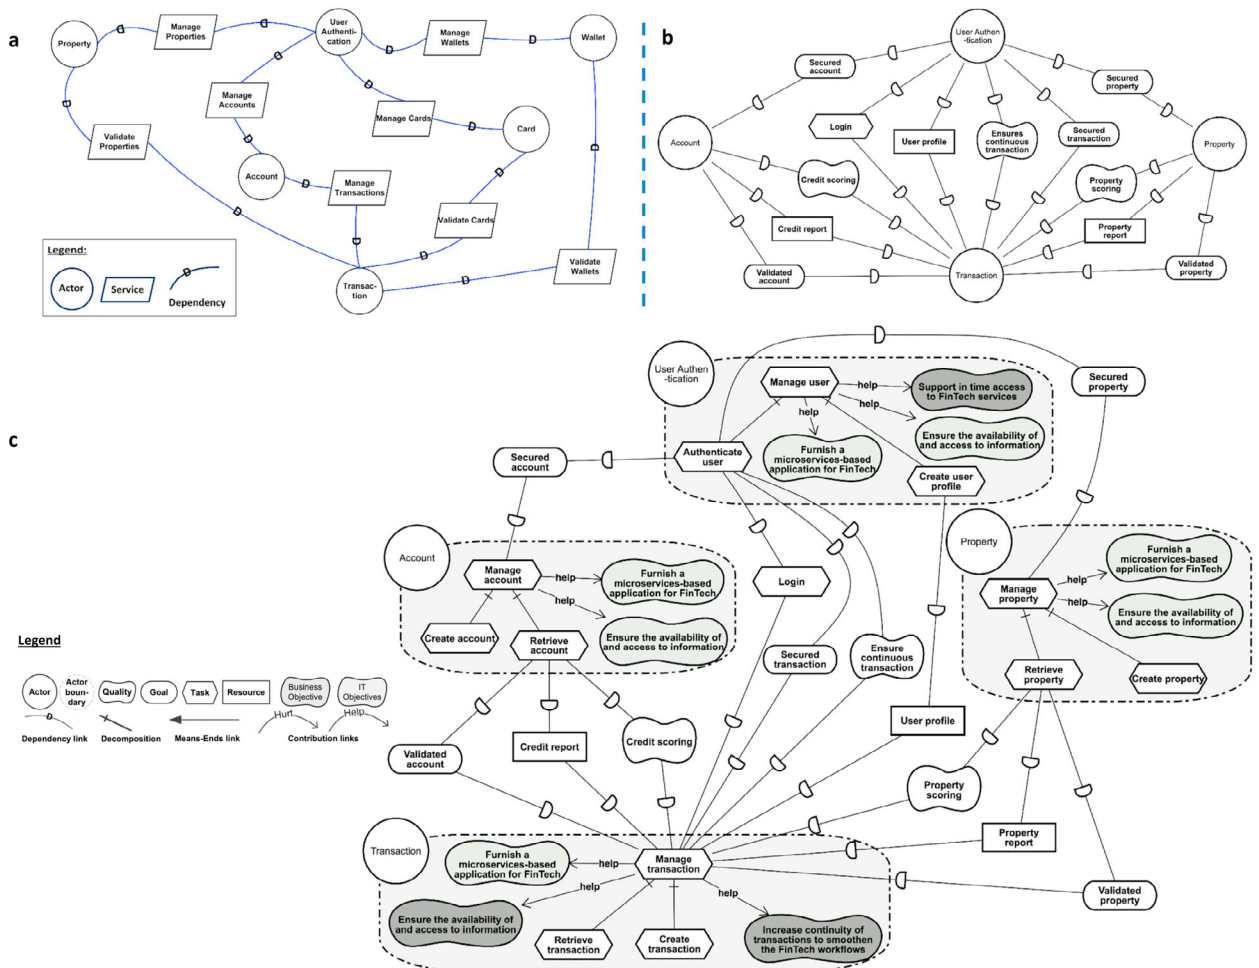 a
Property
Manage
Properties
User
Authenti-
cation
Manage
Wallets
Wallet
Manage
Accounts
Manage Cards
Card
Validate
Properties
Account
Manage
Transactions
Validate Cards
Validate
Wallets
Transac-
tion
Legend:
Actor
Service
Dependency
b
User Authen
-tication
Secured
account
Secured
property
Login
User profile
Ensures
continuous
transaction
Secured
transaction
Account
Property
Credit scoring
Property
scoring
Credit report
Property
report
Validated
account
Transaction
Validated
property
c
User Authen
-tication
Manage user
help
Support in time access
to FinTech services
help
help
Ensure the availability of
and access to information
Furnish a
microservices-based
application for FinTech
Authenticate
user
Create user
profile
Secured
property
Secured
account
Account
Manage
account
help
Furnish a
microservices-based
application for FinTech
help
Ensure the availability of
and access to information
Create account
Retrieve
account
Login
Secured
transaction
Ensure
continuous
transaction
Property
Manage
property
help
Furnish a
microservices-based
application for FinTech
help
Ensure the availability of
and access to information
Retrieve
property
Create property
User profile
Validated
account
Credit report
Credit scoring
Property
scoring
Property
report
Validated
property
Transaction
Manage
transaction
help
Furnish a
microservices-based
application for FinTech
help
Ensure the availability of
and access to information
help
Increase continuity of
transactions to smoothen
the FinTech workflows
Retrieve
transaction
Create
transaction
Legend
Actor
Actor
boun-
dary
Quality
Goal
Task
Resource
Business
Objective
IT
Objectives
Hurt
Help
Dependency link
Decomposition
Means-Ends link
Contribution links